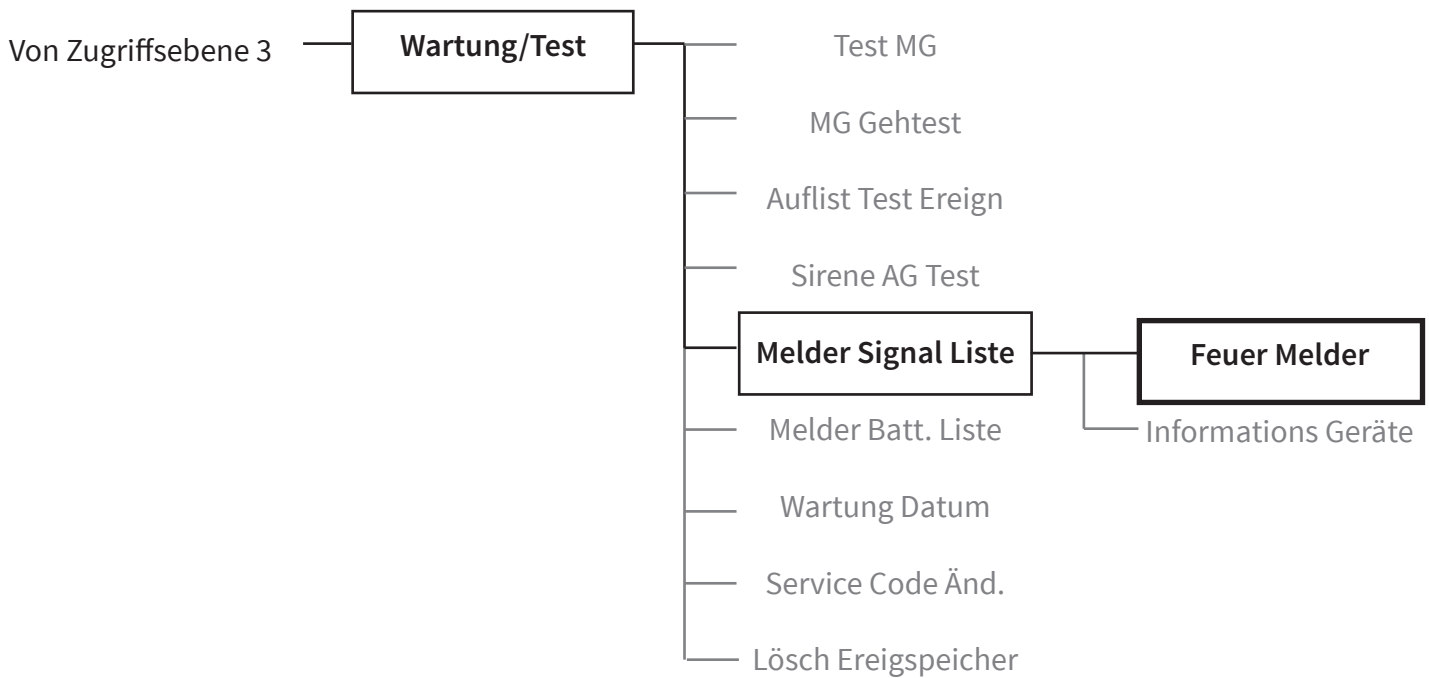 Von Zugriffsebene 3
Wartung/Test
Test MG
MG Gehtest
Auflist Test Ereign
Sirene AG Test
Melder Signal Liste
Feuer Melder
Melder Batt. Liste
Informations Geräte
Wartung Datum
Service Code Änd.
Lösch Ereigspeicher